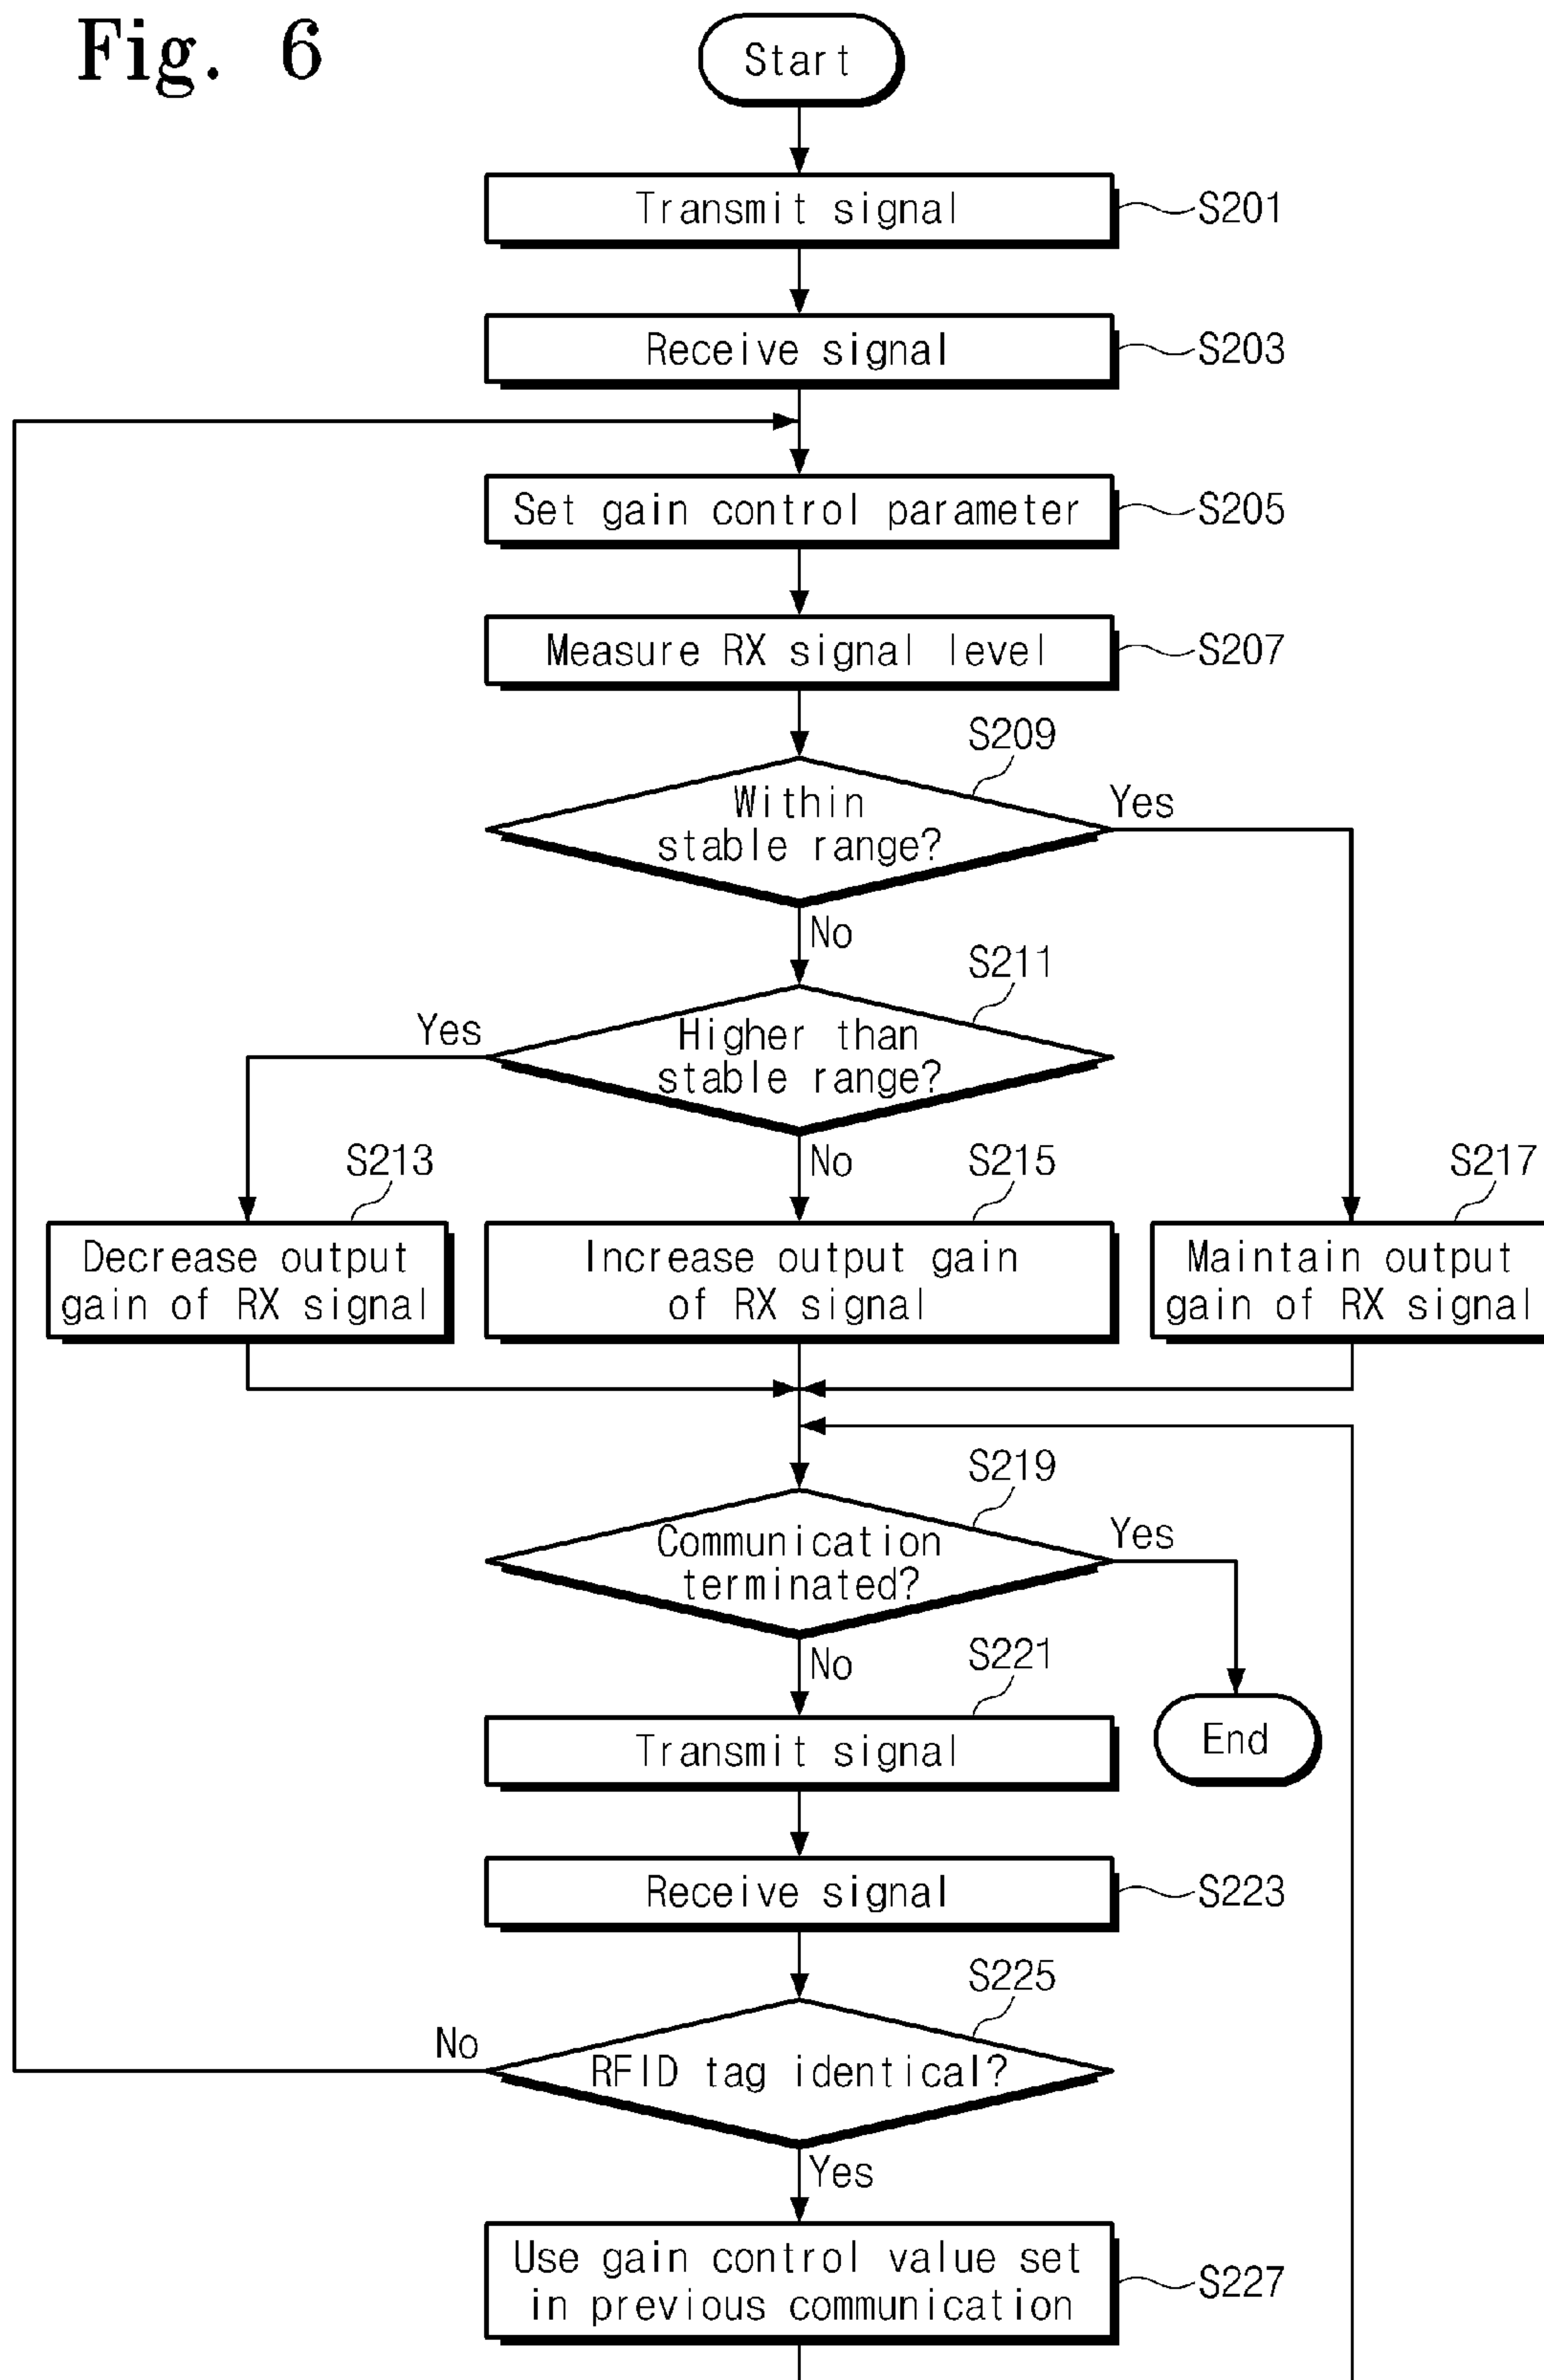 Fig. 6
Start
Transmit signal
S201
Receive signal
S203
Set gain control parameter
S205
Measure RX signal level
S207
S209
Within
stable range?
Yes
No
S211
Higher than
stable range?
Yes
No
S213
Decrease output
gain of RX signal
S215
Increase output gain
of RX signal
S217
Maintain output
gain of RX signal
S219
Communication
terminated?
Yes
No
End
S221
Transmit signal
Receive signal
S223
S225
RFID tag identical?
No
Yes
Use gain control value set
in previous communication
S227